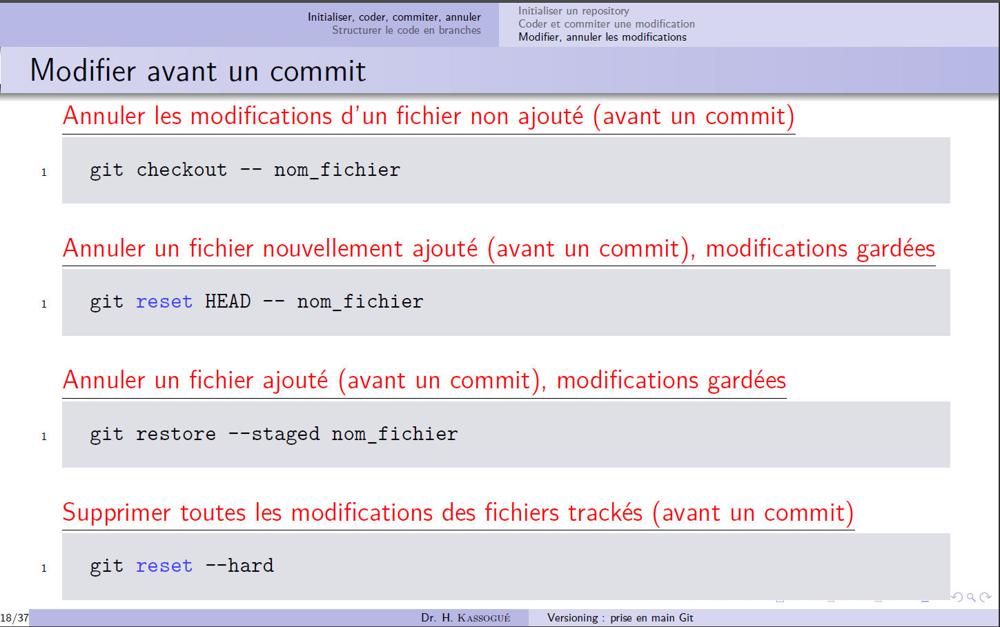 Initialiser, coder, commiter, annuler
Structurer le code en branches
Initialiser un repository
Coder et commiter une modification
Modifier, annuler les modifications
Modifier avant un commit
Annuler les modifications d'un fichier non ajouté (avant un commit)
1 git checkout -- nom_fichier
Annuler un fichier nouvellement ajouté (avant un commit), modifications gardées
1 git reset HEAD -- nom_fichier
Annuler un fichier ajouté (avant un commit), modifications gardées
1 git restore --staged nom_fichier
Supprimer toutes les modifications des fichiers trackés (avant un commit)
1 git reset --hard
18/37 Dr. H. Kassogué Versioning : prise en main Git